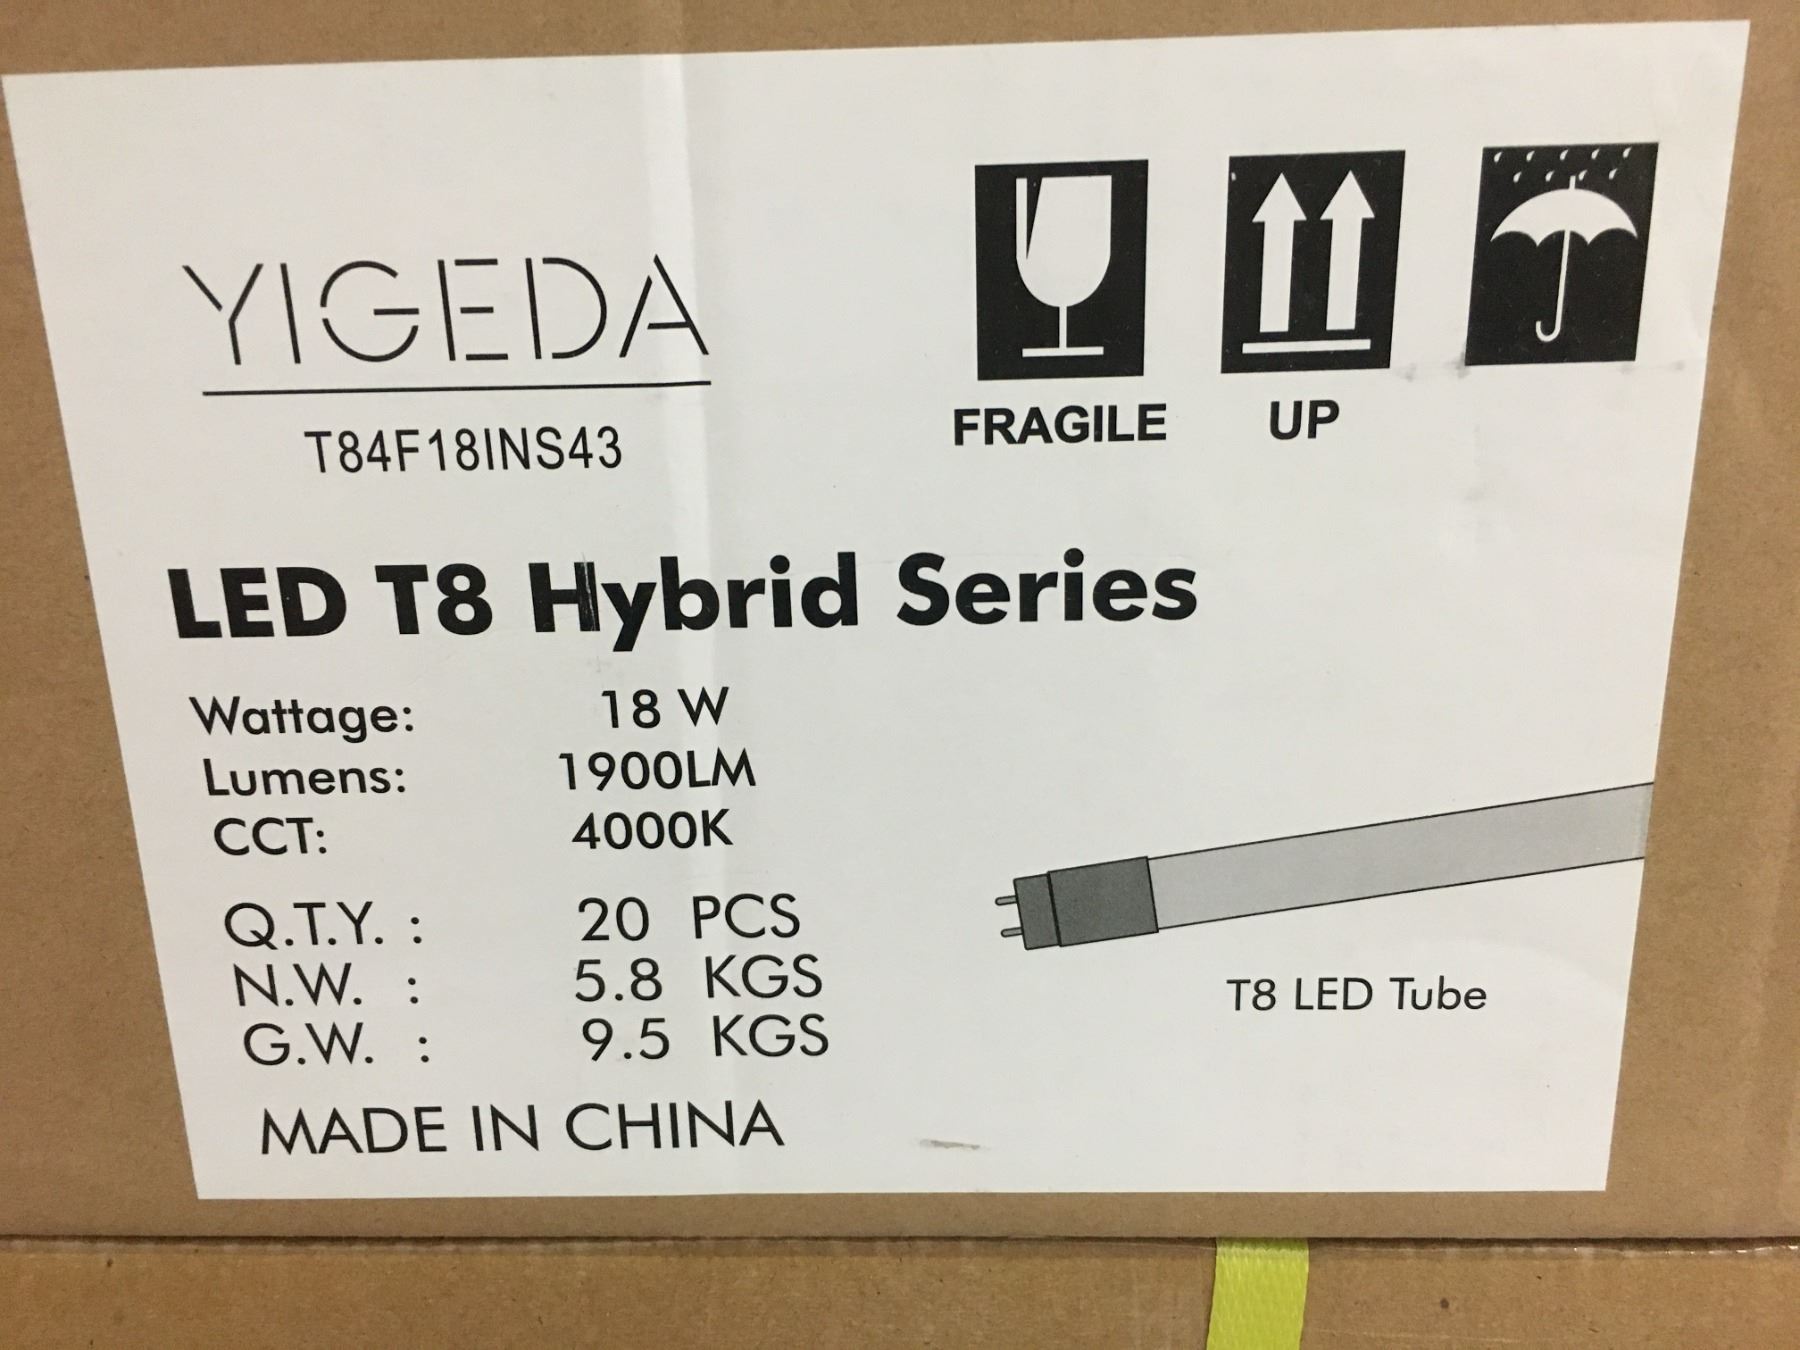 YIGEDA
T84F18INS43
FRAGILE
UP
LED T8 Hybrid Series
Wattage: 18 W
Lumens: 1900LM
CCT: 4000K
Q.T.Y. : 20 PCS
N.W. : 5.8 KGS
G.W. : 9.5 KGS
T8 LED Tube
MADE IN CHINA